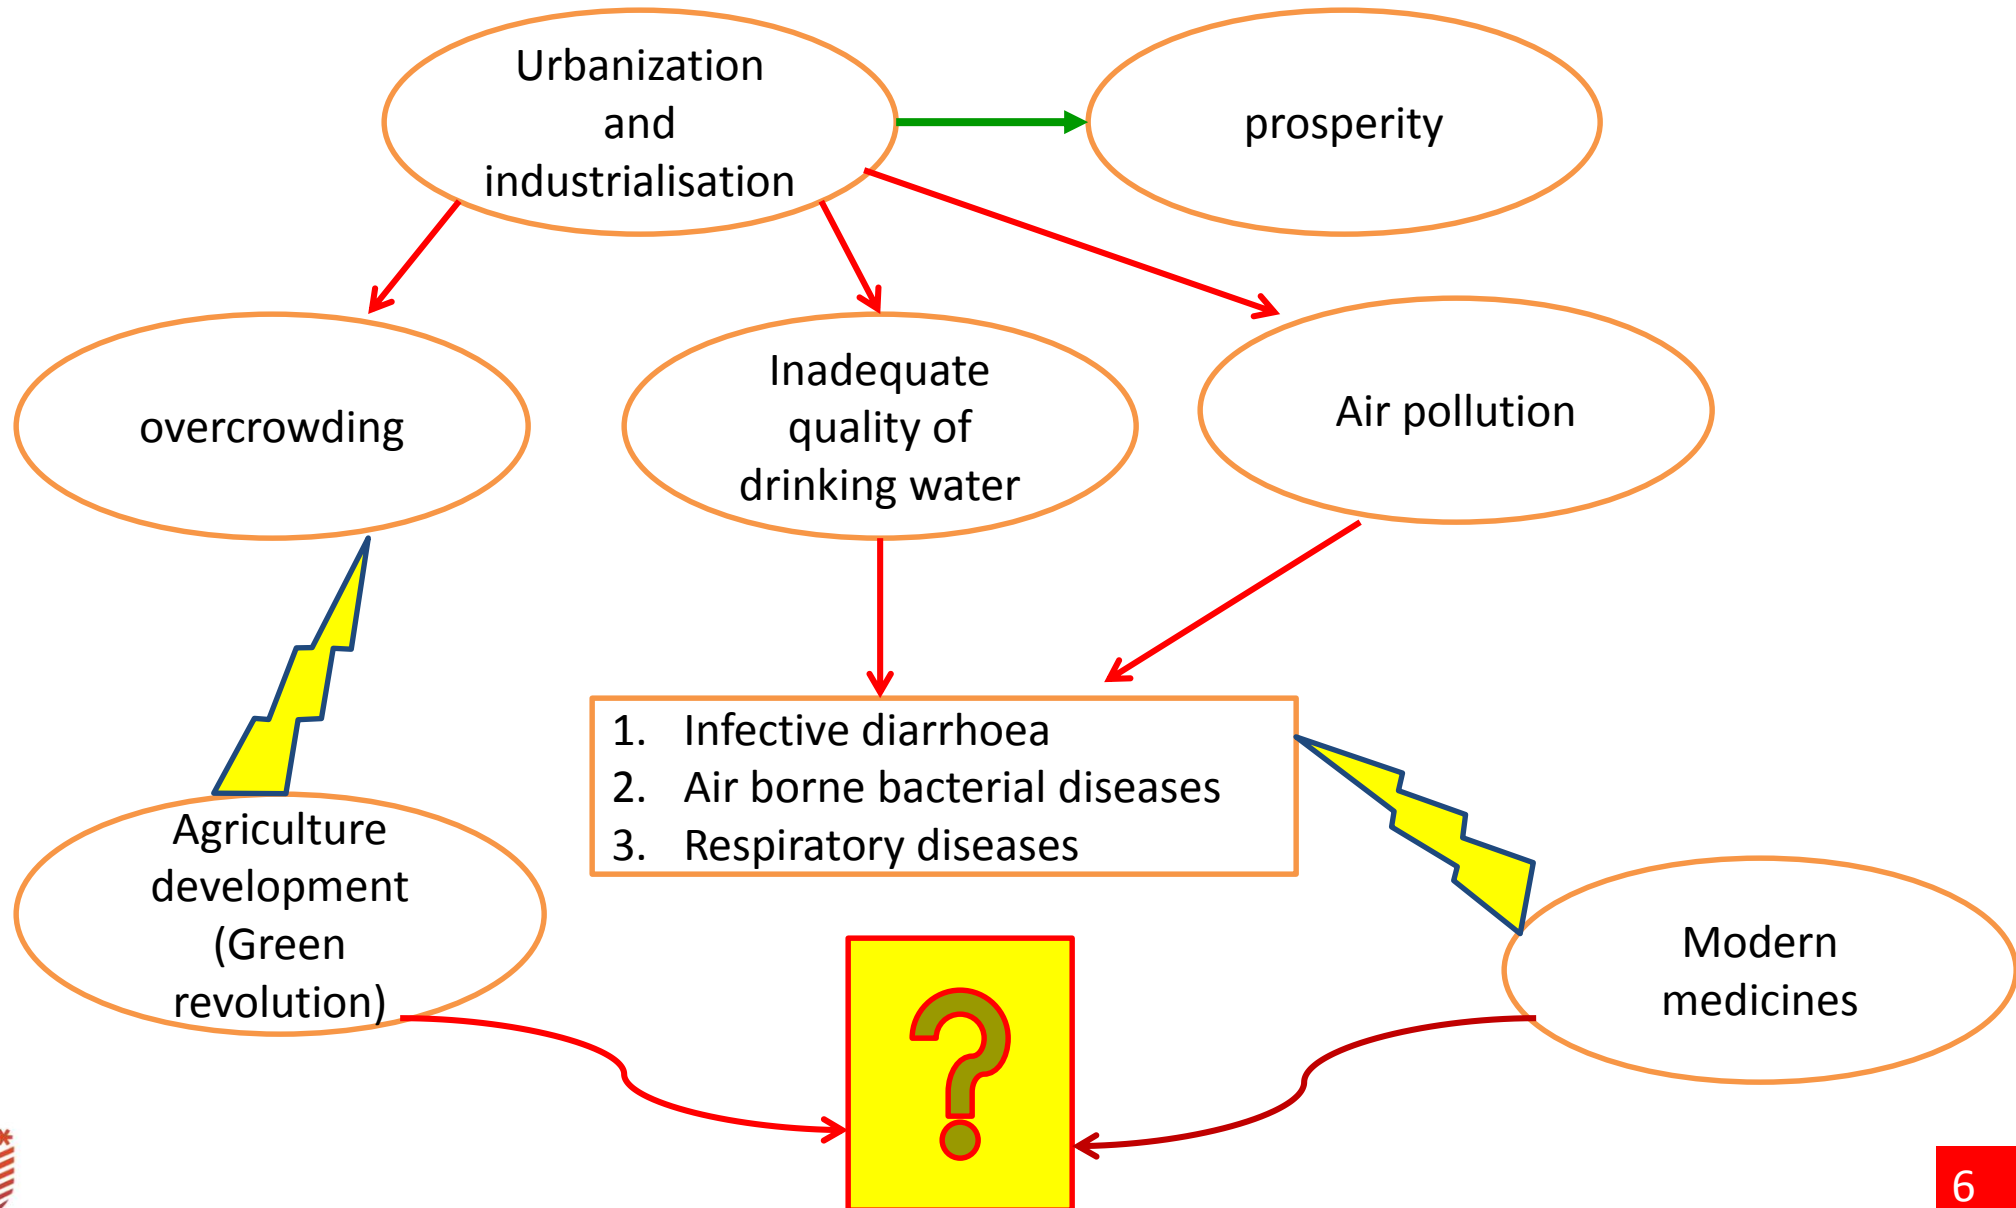 Urbanization
and
industrialisation
prosperity
overcrowding
Inadequate
quality of
drinking water
Air pollution
1. Infective diarrhoea
2. Air borne bacterial diseases
3. Respiratory diseases
Agriculture
development
(Green
revolution)
Modern
medicines
?
6